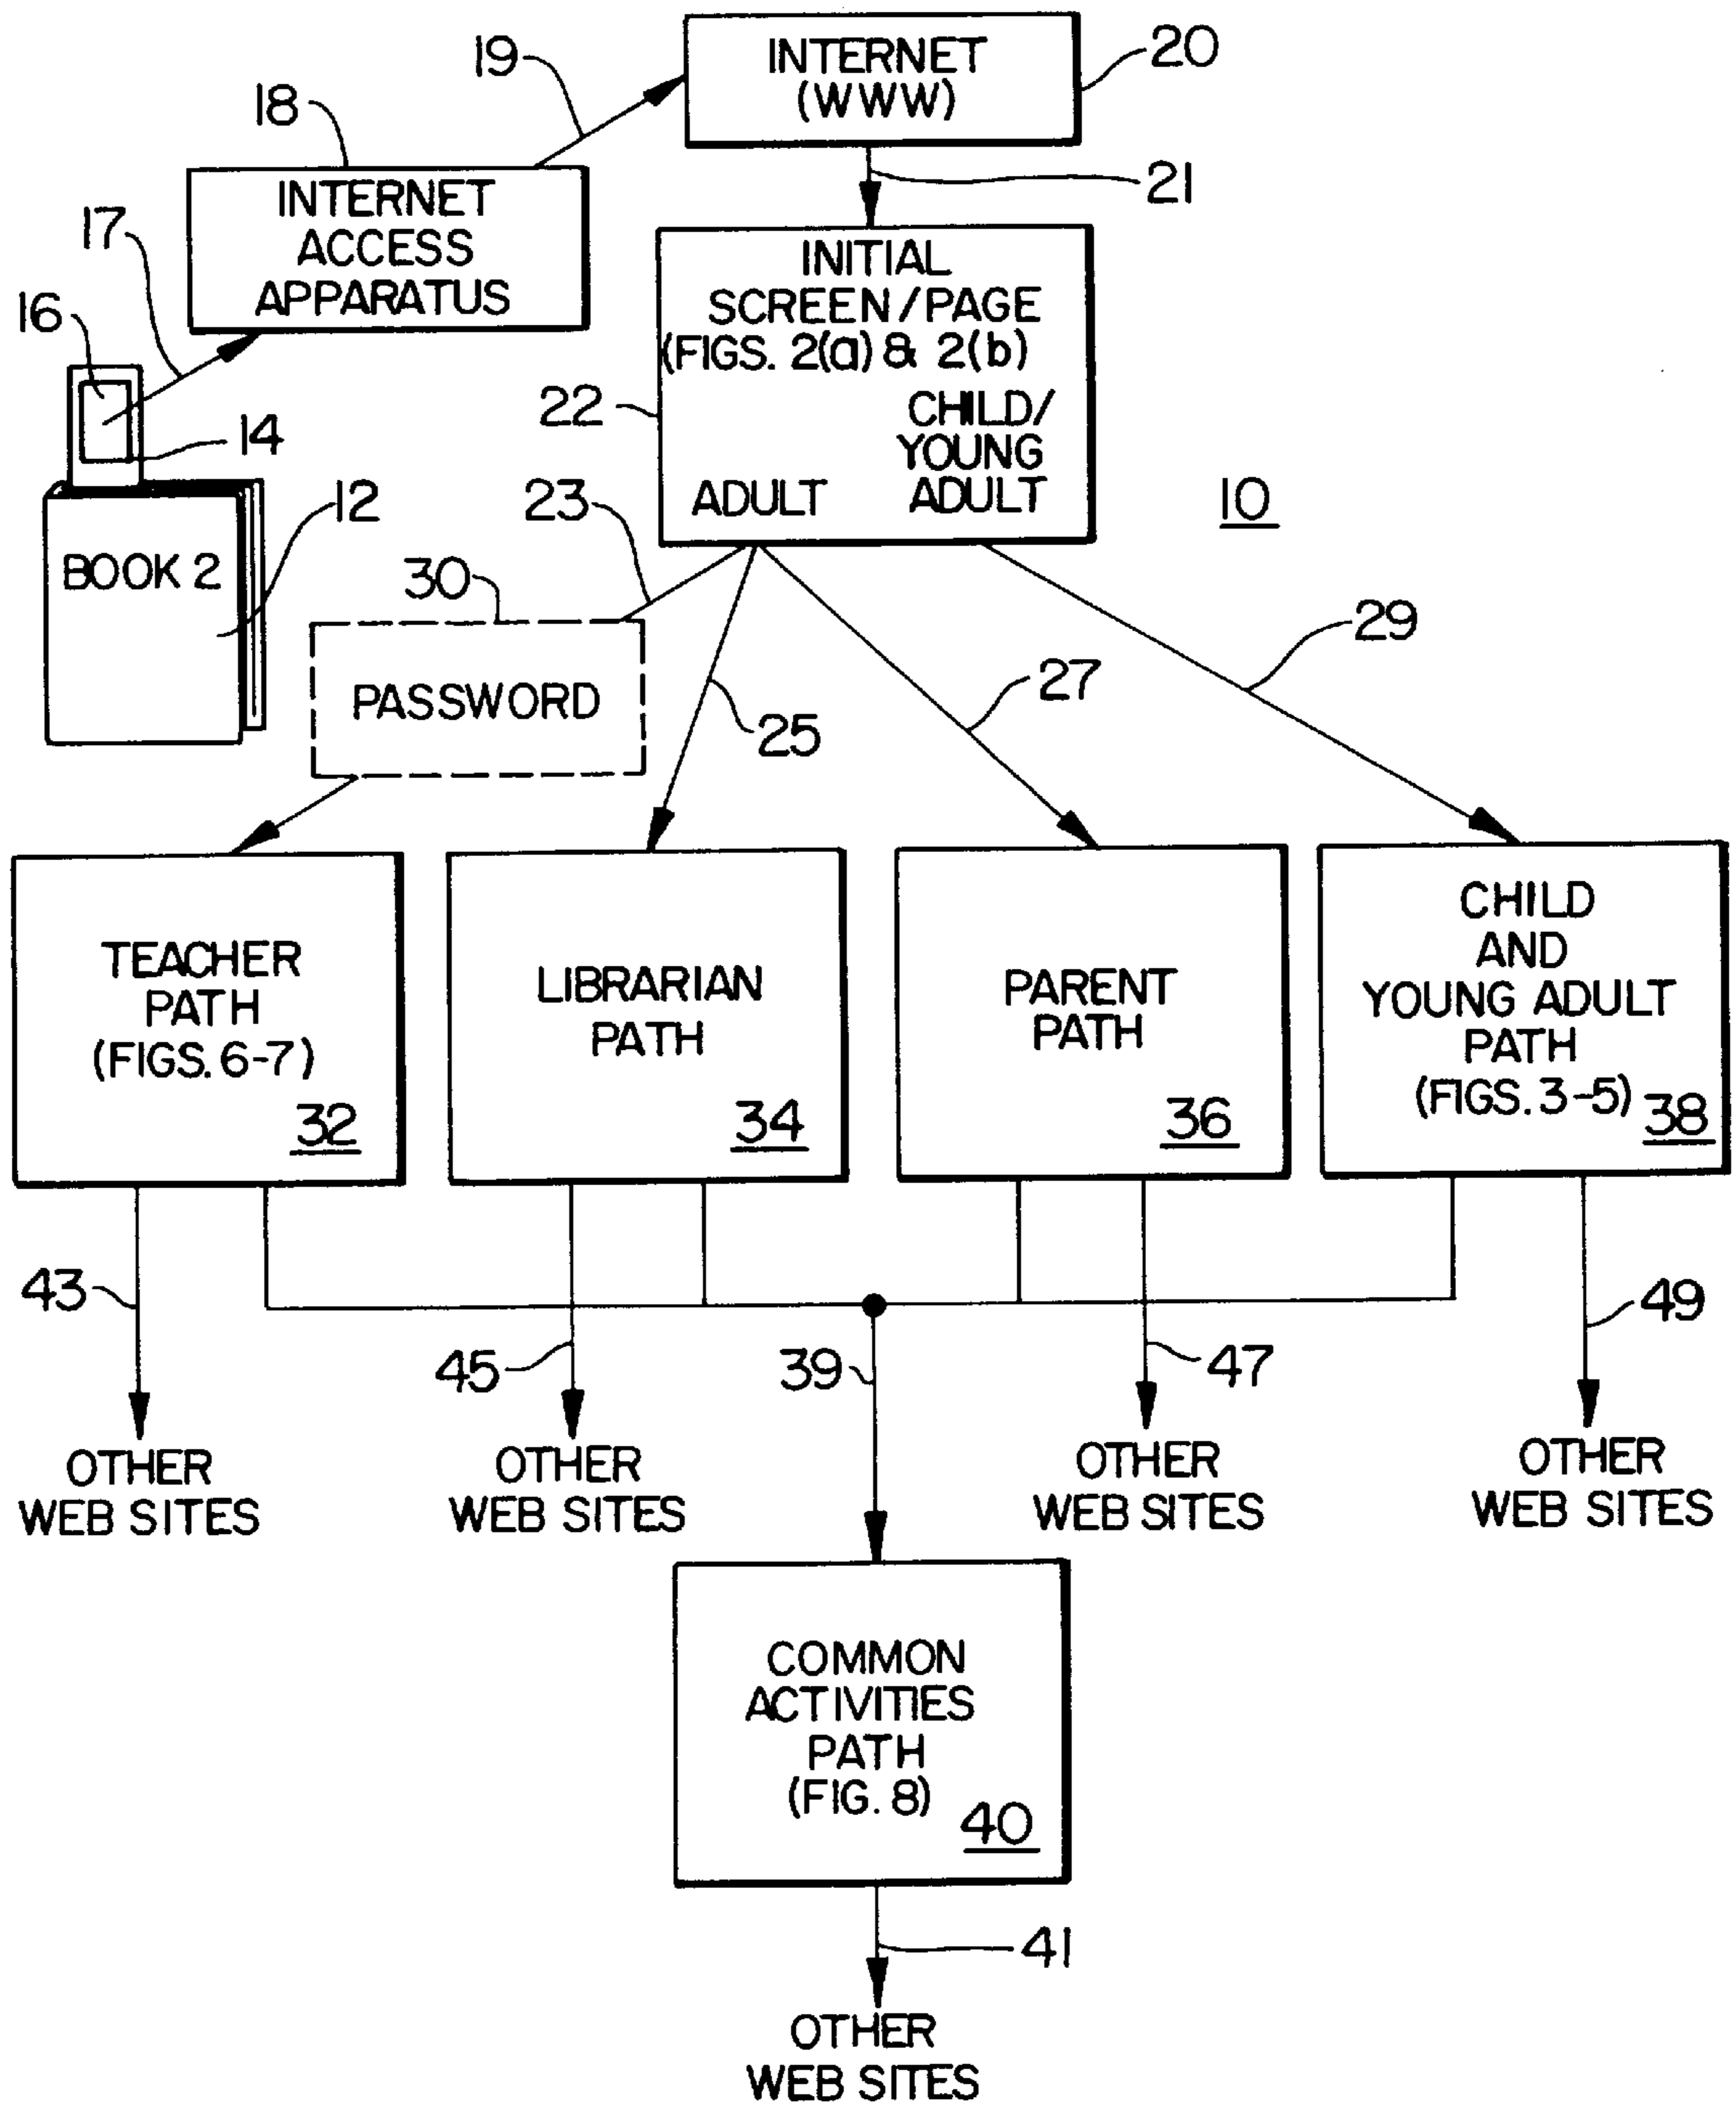 INTERNET
(WWW)
20
19
18
21
INTERNET
ACCESS
APPARATUS
17
16
14
12
BOOK 2
INITIAL
SCREEN/PAGE
(FIGS. 2(a) & 2(b)
CHILD/
YOUNG
ADULT
ADULT
22
10
23
30
PASSWORD
25
27
29
TEACHER
PATH
(FIGS. 6-7)
32
LIBRARIAN
PATH
34
PARENT
PATH
36
CHILD
AND
YOUNG ADULT
PATH
(FIGS. 3-5)
38
43
45
39
47
49
OTHER
WEB SITES
OTHER
WEB SITES
OTHER
WEB SITES
OTHER
WEB SITES
COMMON
ACTIVITIES
PATH
(FIG. 8)
40
41
OTHER
WEB SITES